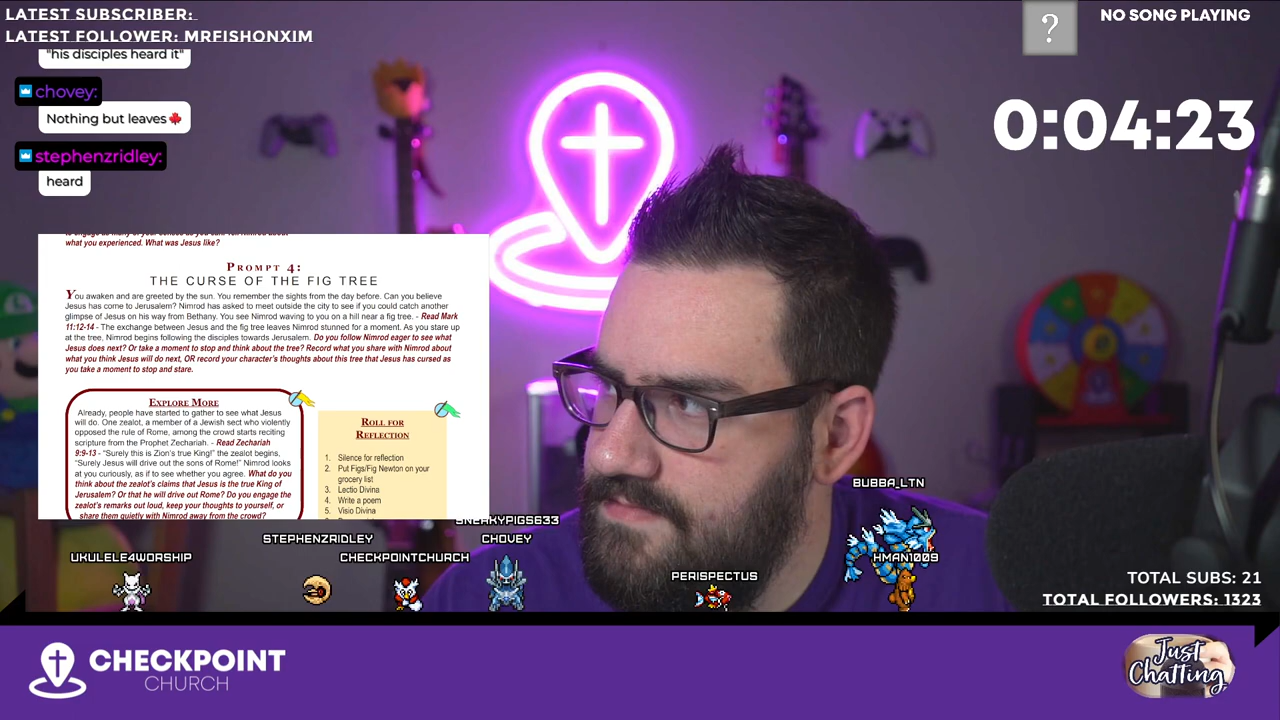 LATEST SUBSCRIBER:
LATEST FOLLOWER: MRFISHONXIM
"his disciples heard it"
chovey:
Nothing but leaves
stephenzridley:
heard
?
NO SONG PLAYING
0:04:23
what you experienced. What was Jesus like?
PROMPT 4:
THE CURSE OF THE FIG TREE
You awaken and are greeted by the sun. You remember the sights from the day before. Can you believe
Jesus has come to Jerusalem? Nimrod has asked to meet outside the city to see if you could catch another
glimpse of Jesus on his way from Bethany. You see Nimrod waving to you on a hill near a fig tree. - Read Mark
11:12-14 - The exchange between Jesus and the fig tree leaves Nimrod stunned for a moment. As you stare up
at the tree, Nimrod begins following the disciples towards Jerusalem. Do you follow Nimrod eager to see what
Jesus does next? Or take a moment to stop and think about the tree? Record what you share with Nimrod about
what you think Jesus will do next, OR record your character's thoughts about this tree that Jesus has cursed as
you take a moment to stop and stare.
EXPLORE MORE
Already, people have started to gather to see what Jesus
will do. One zealot, a member of a Jewish sect who violently
opposed the rule of Rome, among the crowd starts reciting
scripture from the Prophet Zechariah. - Read Zechariah
9:9-13 - "Surely this is Zion's true King!" the zealot begins,
"Surely Jesus will drive out the sons of Rome!" Nimrod looks
at you curiously, as if to see whether you agree. What do you
think about the zealot's claims that Jesus is the true King of
Jerusalem? Or that he will drive out Rome? Do you engage the
zealot's remarks out loud, keep your thoughts to yourself, or
share them quietly with Nimrod away from the crowd?
ROLL FOR
REFLECTION
1. Silence for reflection
2. Put Figs/Fig Newton on your
grocery list
3. Lectio Divina
4. Write a poem
5. Visio Divina
SNEAKYPIGS633
BUBBA_LTN
STEPHENZRIDLEY
CHOVEY
UKULELE4WORSHIP
CHECKPOINTCHURCH
HMAN1009
PERISPECTUS
TOTAL SUBS: 21
TOTAL FOLLOWERS: 1323
CHECKPOINT
CHURCH
Just
Chatting